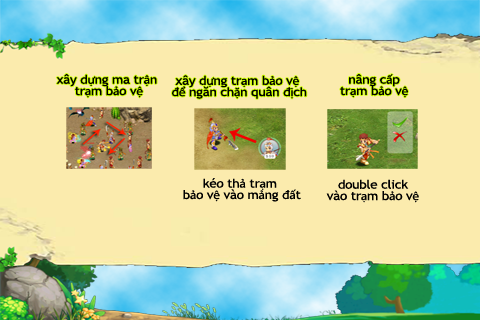 xây dựng ma trận
trạm bảo vệ
xây dựng trạm bảo vệ
để ngăn chặn quân địch
kéo thả trạm
bảo vệ vào mảng đất
nâng cấp
trạm bảo vệ
double click
vào trạm bảo vệ